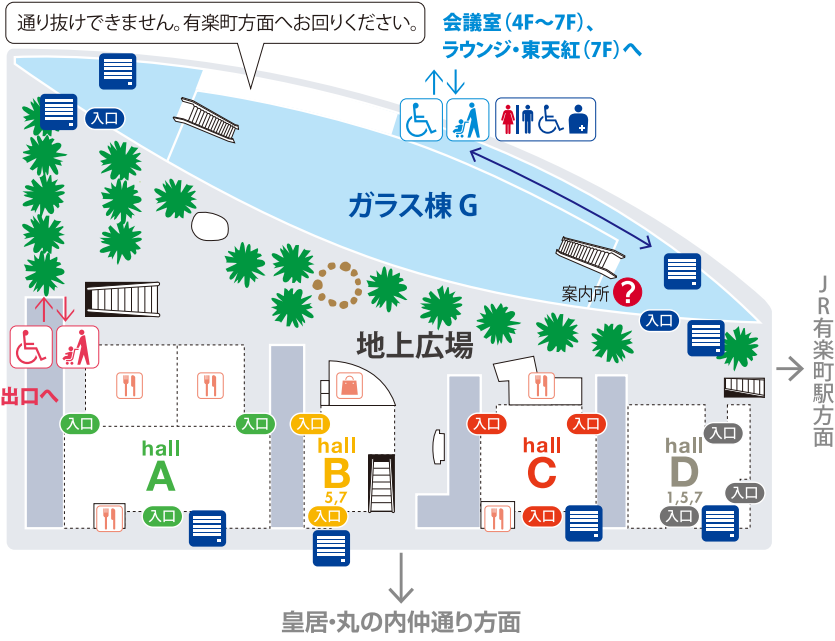 通り抜けできません。有楽町方面へお回りください。
会議室(4F〜7F)、
ラウンジ・東天紅(7F)へ
入口
ガラス棟 G
案内所
?
入口
地上広場
JR有楽町駅方面
出口へ
入口
入口
入口
入口
入口
入口
hall
A
hall
B
5,7
hall
C
hall
D
1,5,7
入口
入口
入口
入口
入口
皇居・丸の内仲通り方面